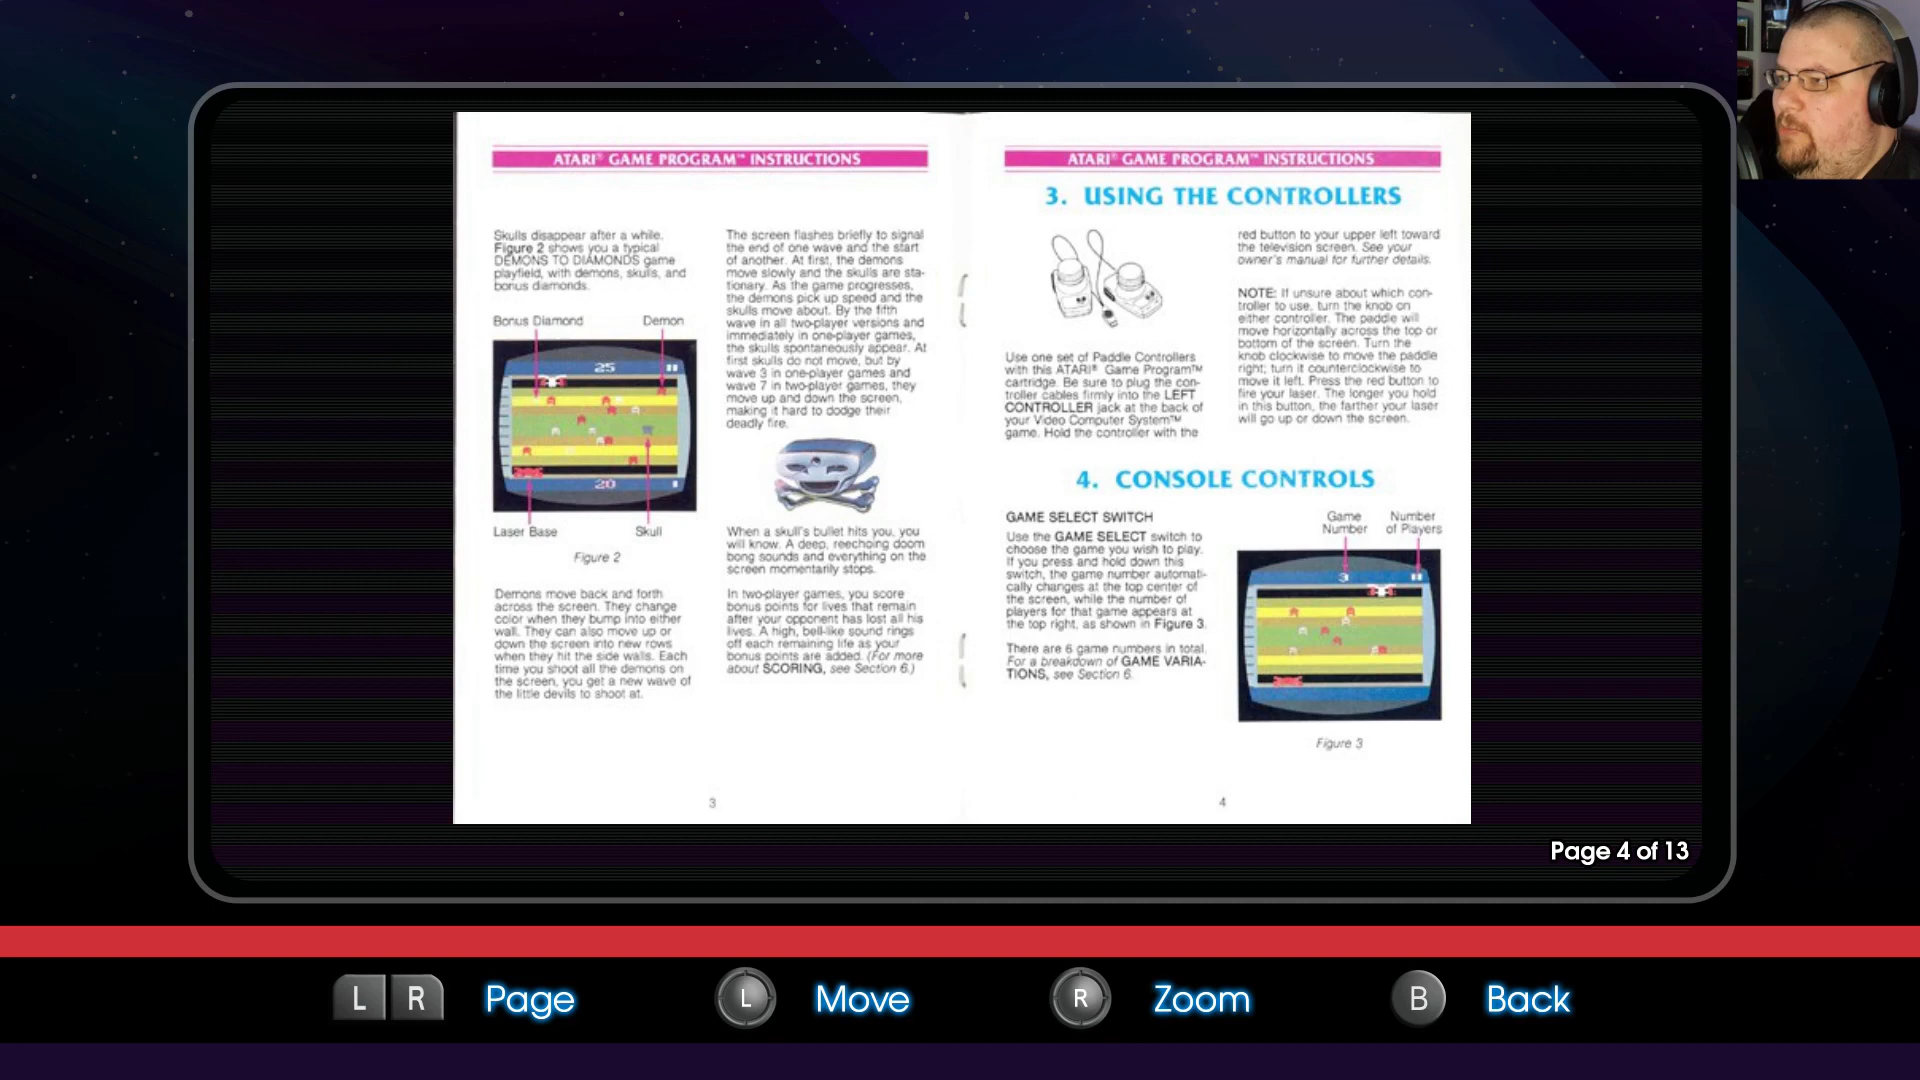 ATARI® GAME PROGRAM™ INSTRUCTIONS
Skulls disappear after a while.
Figure 2 shows you a typical
DEMONS TO DIAMONDS game
playfield, with demons, skulls, and
bonus diamonds.
Bonus Diamond
Demon
25
20
Laser Base
Skull
Figure 2
Demons move back and forth
across the screen. They change
color when they bump into either
wall. They can also move up or
down the screen into new rows
when they hit the side walls. Each
time you shoot all the demons on
the screen, you get a new wave of
the little devils to shoot at.
The screen flashes briefly to signal
the end of one wave and the start
of another. At first, the demons
move slowly and the skulls are sta-
tionary. As the game progresses,
the demons pick up speed and the
skulls move about. By the fifth
wave in all two-player versions and
immediately in one-player games,
the skulls spontaneously appear. At
first skulls do not move, but by
wave 3 in one-player games and
wave 7 in two-player games, they
move up and down the screen,
making it hard to dodge their
deadly fire.
When a skull's bullet hits you, you
will know. A deep, reechoing doom
bong sounds and everything on the
screen momentarily stops.
In two-player games, you score
bonus points for lives that remain
after your opponent has lost all his
lives. A high, bell-like sound rings
off each remaining life as your
bonus points are added. (For more
about SCORING, see Section 6.)
3
ATARI® GAME PROGRAM™ INSTRUCTIONS
3. USING THE CONTROLLERS
Use one set of Paddle Controllers
with this ATARI® Game Program™
cartridge. Be sure to plug the con-
troller cables firmly into the LEFT
CONTROLLER jack at the back of
your Video Computer System™
game. Hold the controller with the
red button to your upper left toward
the television screen. See your
owner's manual for further details.
NOTE: If unsure about which con-
troller to use, turn the knob on
either controller. The paddle will
move horizontally across the top or
bottom of the screen. Turn the
knob clockwise to move the paddle
right; turn it counterclockwise to
move it left. Press the red button to
fire your laser. The longer you hold
in this button, the farther your laser
will go up or down the screen.
4. CONSOLE CONTROLS
GAME SELECT SWITCH
Use the GAME SELECT switch to
choose the game you wish to play.
If you press and hold down this
switch, the game number automati-
cally changes at the top center of
the screen, while the number of
players for that game appears at
the top right, as shown in Figure 3.
There are 6 game numbers in total.
For a breakdown of GAME VARIA-
TIONS, see Section 6.
Game
Number
Number
of Players
3
Figure 3
4
Page 4 of 13
L R Page
L Move
R Zoom
B Back